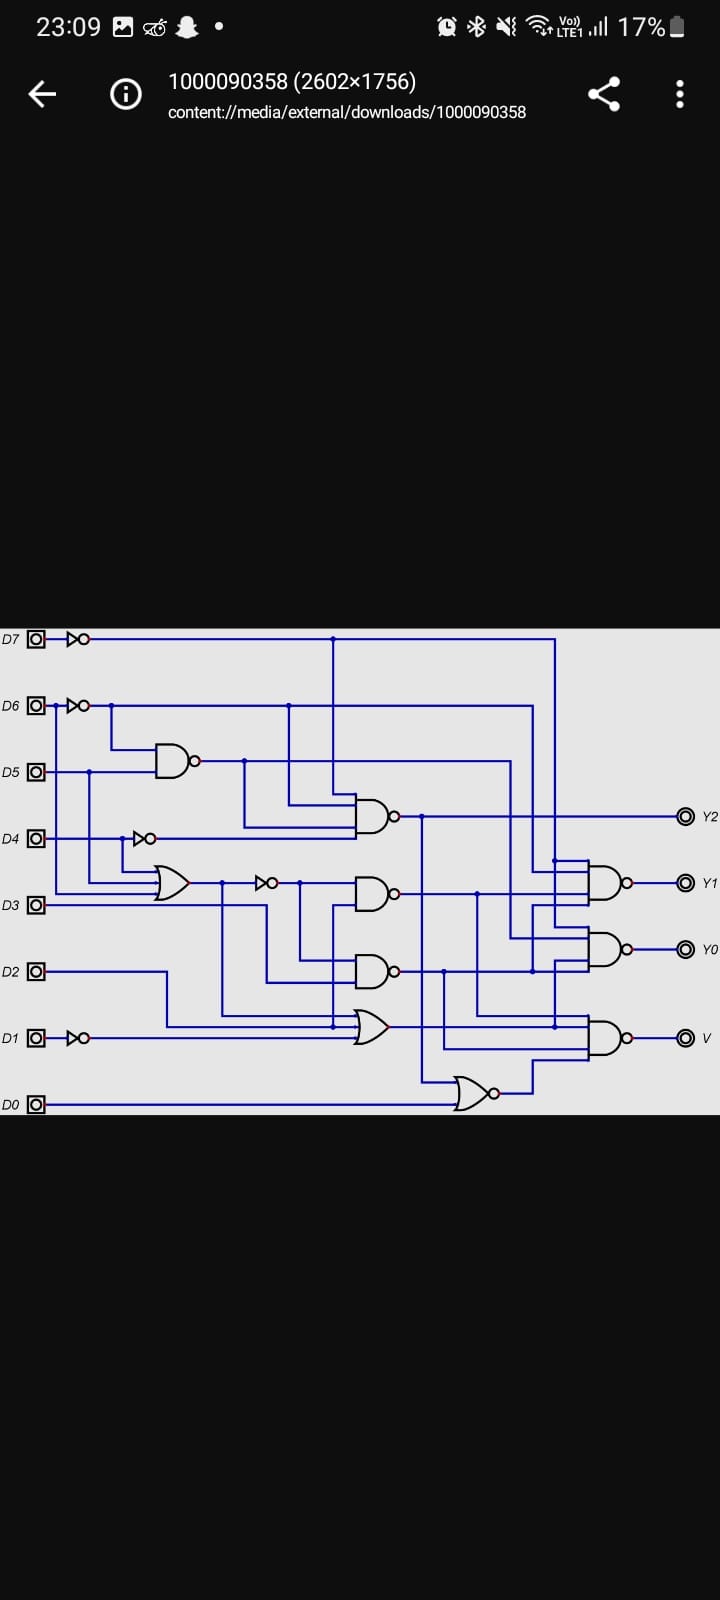 23:09
Vo))
LTE1
17%
1000090358 (2602×1756)
content://media/external/downloads/1000090358
D7
D6
D5
D4
D3
D2
D1
D0
Y2
Y1
Y0
V